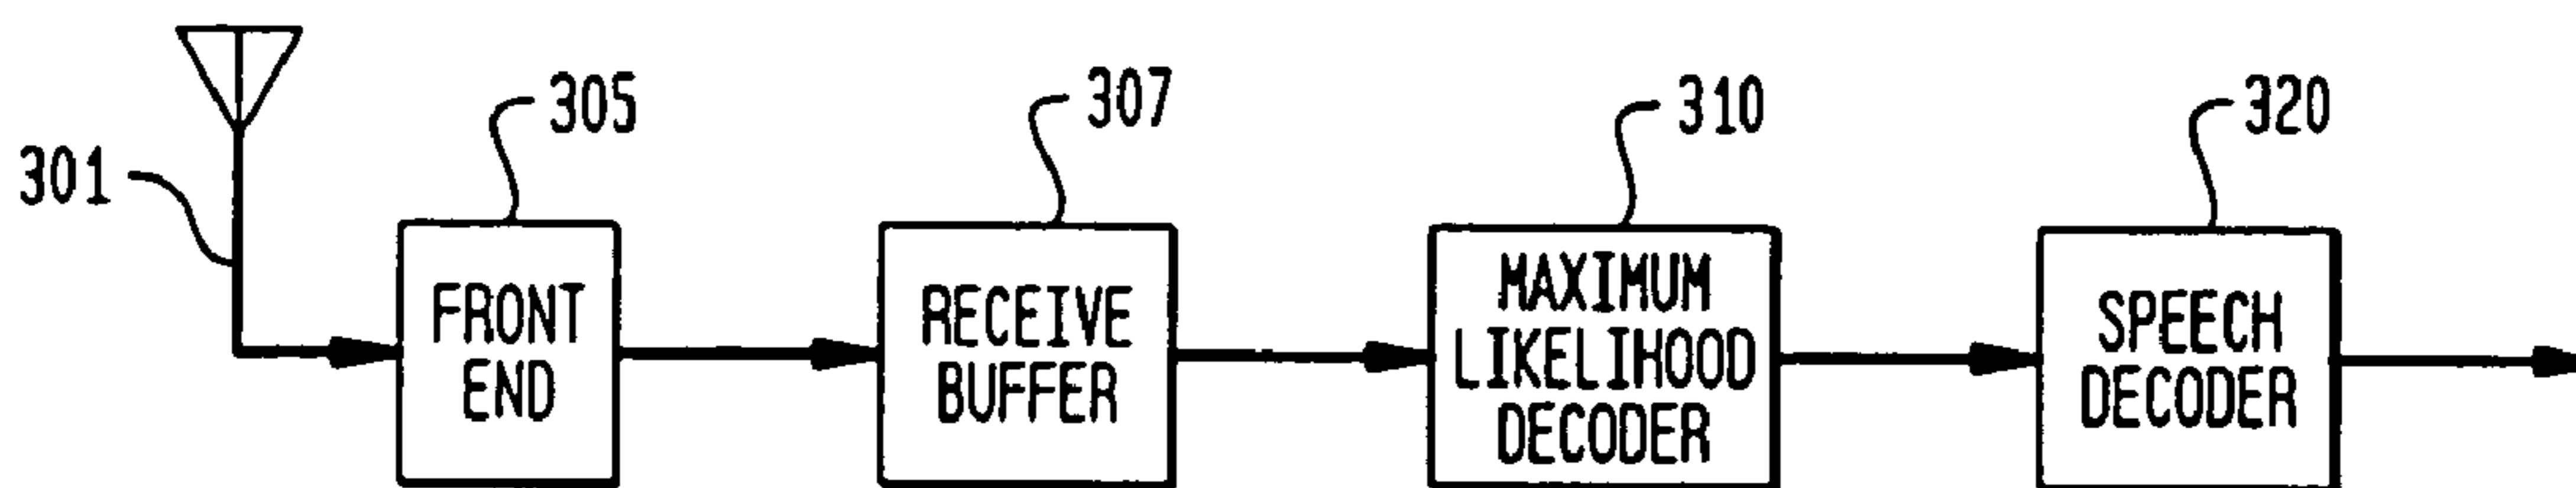 301
305
307
310
320
FRONT
END
RECEIVE
BUFFER
MAXIMUM
LIKELIHOOD
DECODER
SPEECH
DECODER